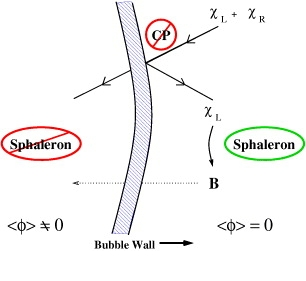 CP
χL + χR
χL
Sphaleron
Sphaleron
B
<φ> ≠ 0
<φ> = 0
Bubble Wall